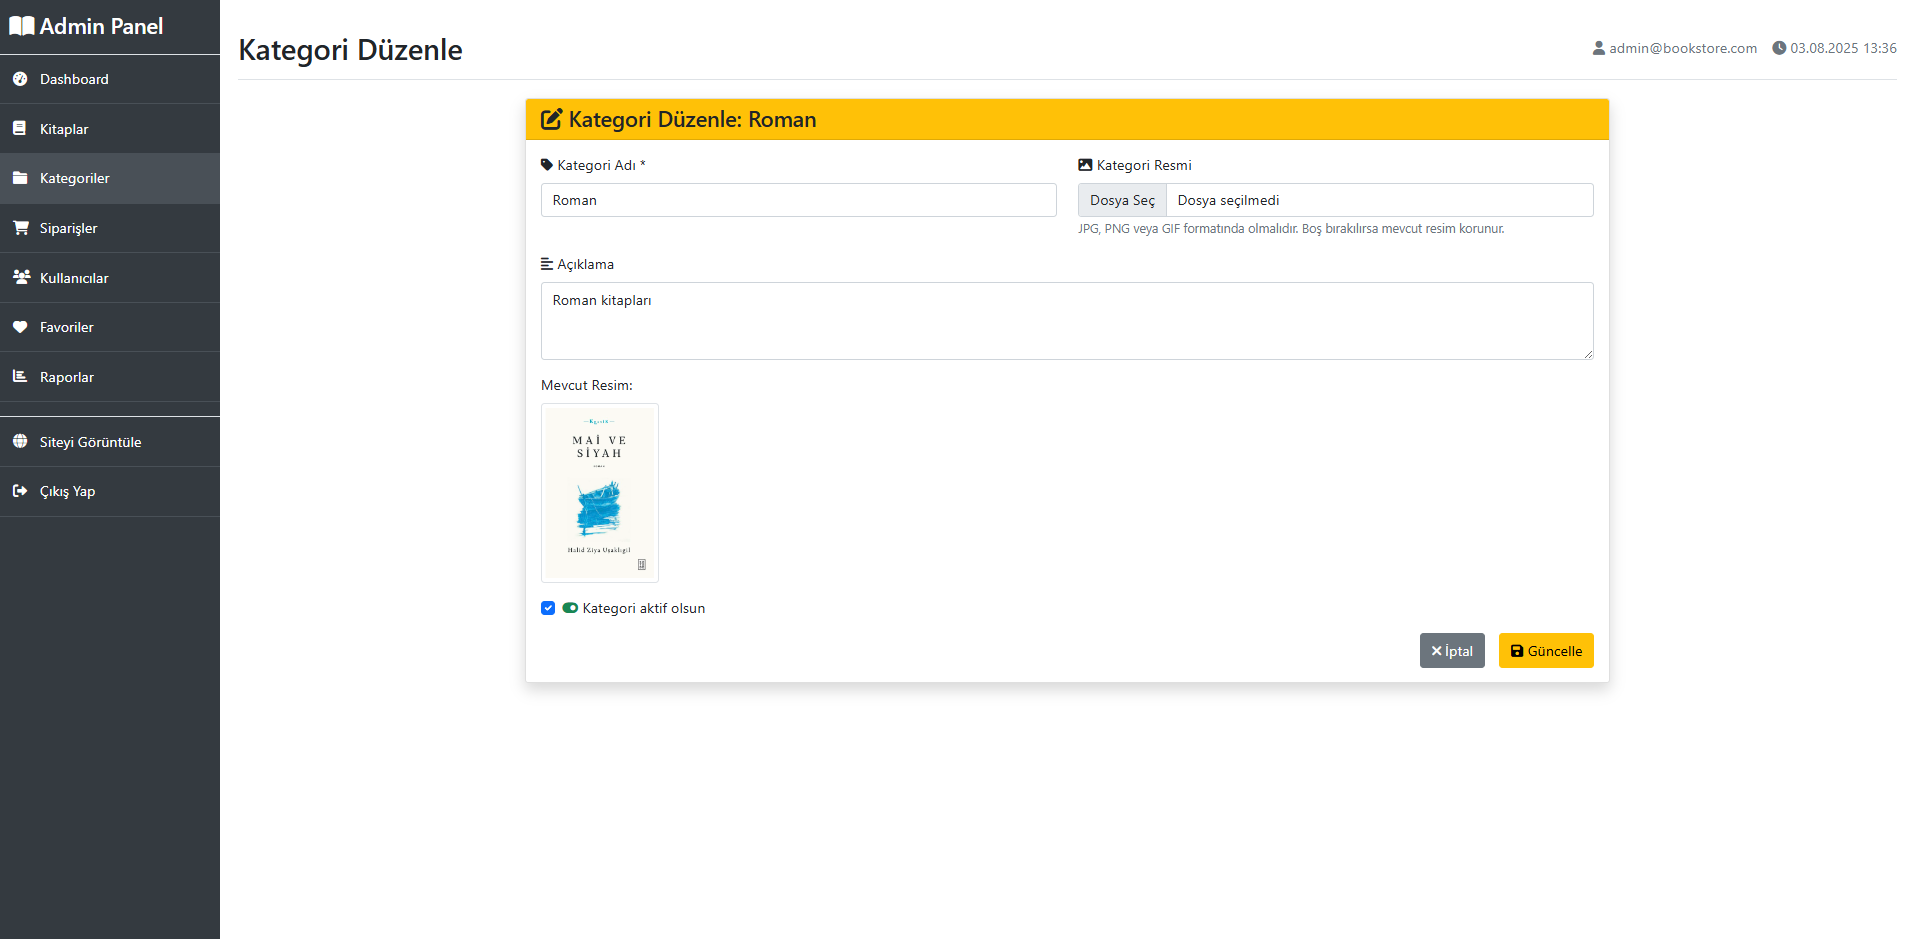 Admin Panel
Dashboard
Kitaplar
Kategoriler
Siparişler
Kullanıcılar
Favoriler
Raporlar
Siteyi Görüntüle
Çıkış Yap
Kategori Düzenle
admin@bookstore.com 03.08.2025 13:36
Kategori Düzenle: Roman
Kategori Adı *
Roman
Kategori Resmi
Dosya Seç Dosya seçilmedi
JPG, PNG veya GIF formatında olmalıdır. Boş bırakılırsa mevcut resim korunur.
Açıklama
Roman kitapları
Mevcut Resim:
MAİ VE
SİYAH
roman
Halid Ziya Uşaklıgil
Kategori aktif olsun
İptal
Güncelle